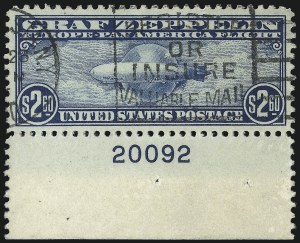 GRAF ZEPPELIN
EUROPE-PAN AMERICA FLIGHT
OR
INSURE
VALUABLE MAIL
$2.60 $2.60
UNITED STATES POSTAGE
20092